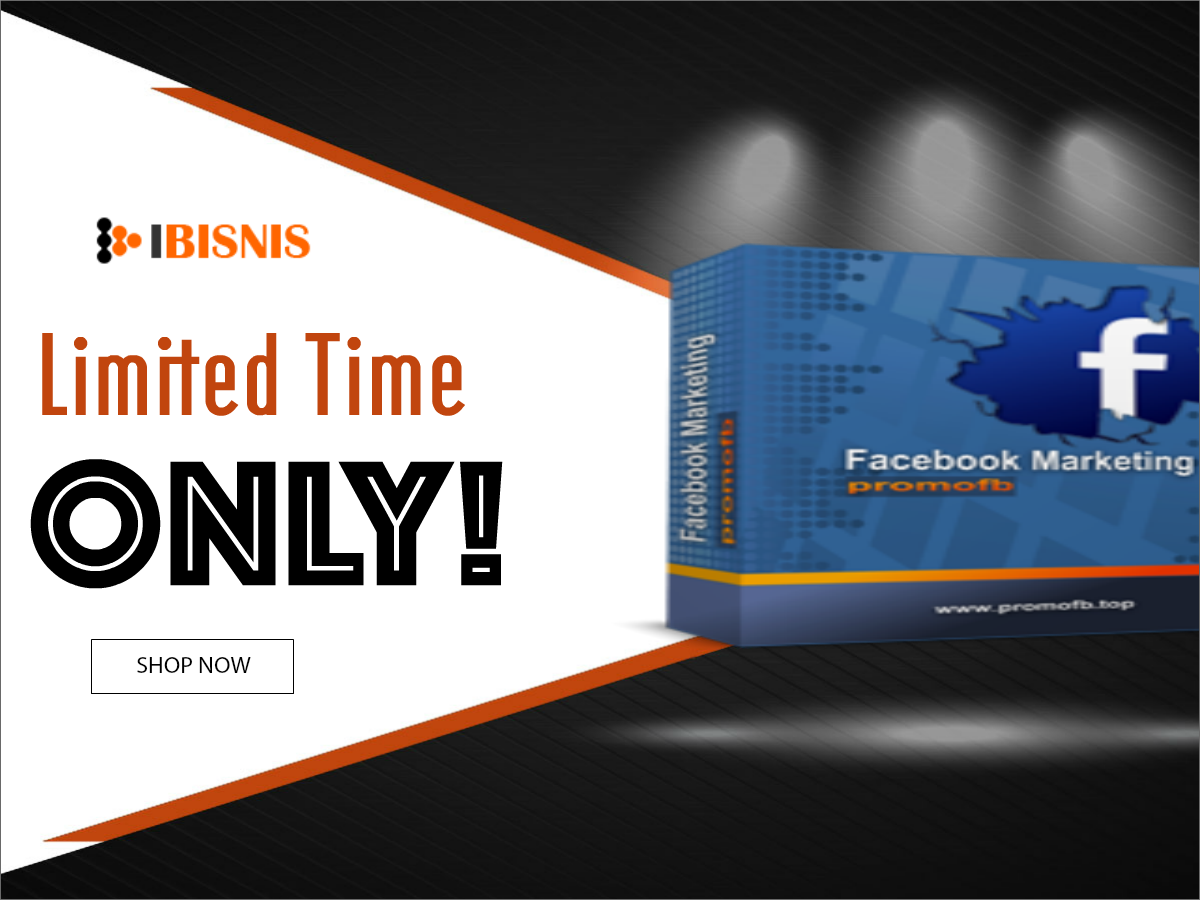 IBISNIS
Limited Time
ONLY!
SHOP NOW
Facebook Marketing
promofb
f
Facebook Marketing
promofb
www.promofb.top